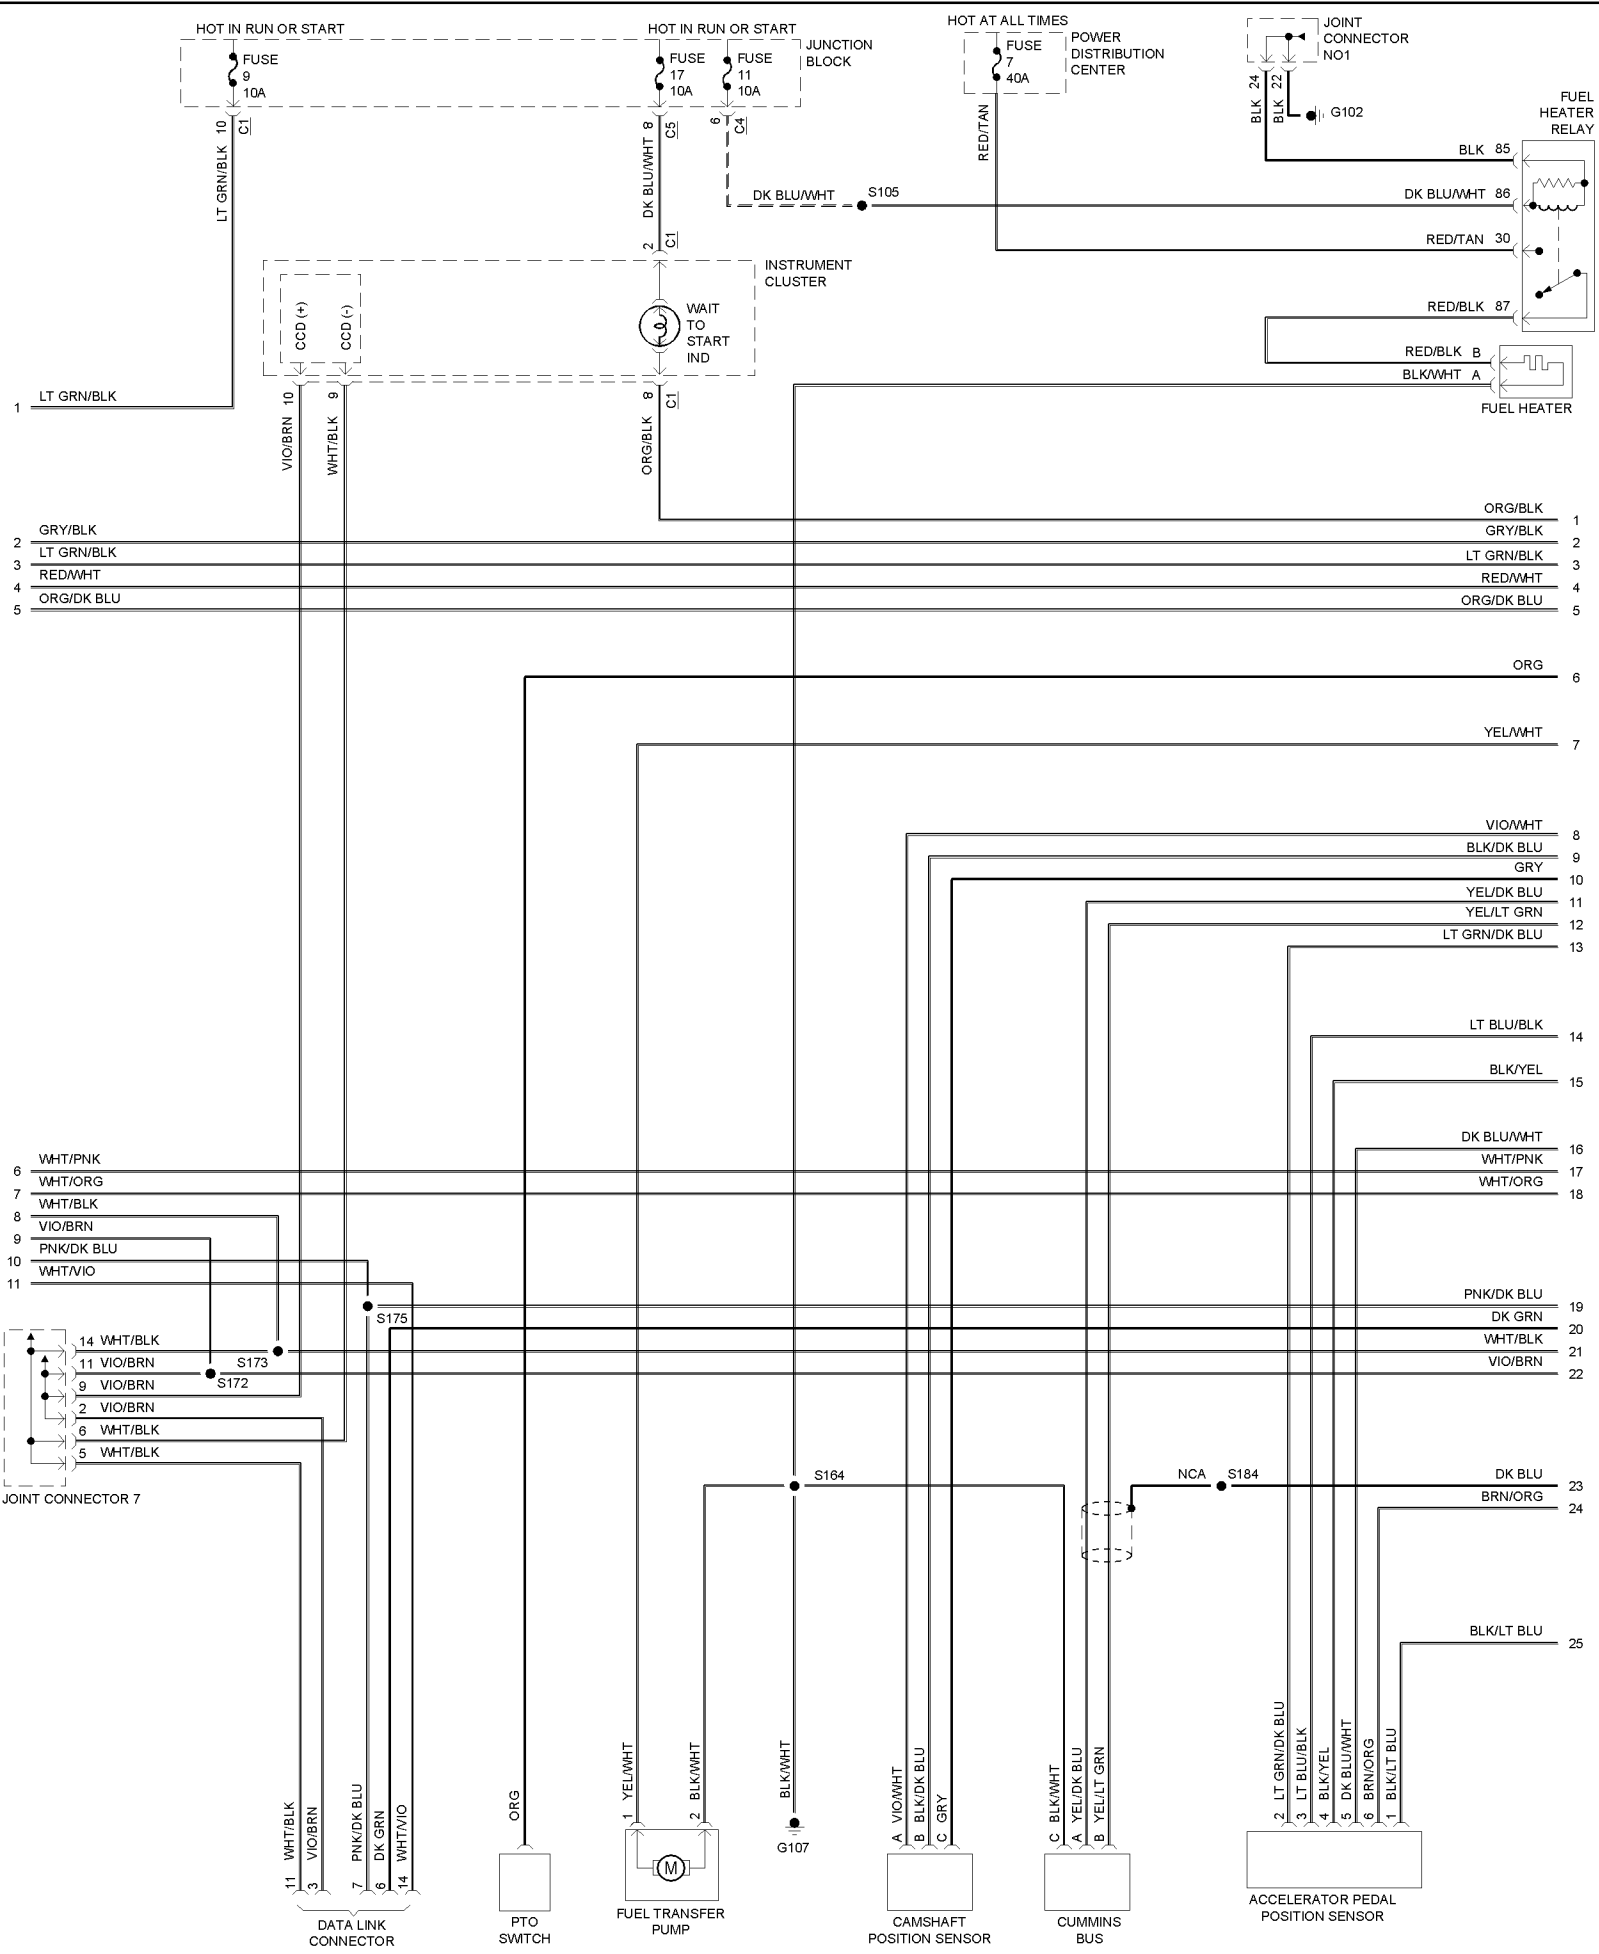 HOT IN RUN OR START
HOT IN RUN OR START
HOT AT ALL TIMES
JOINT
CONNECTOR
NO1
JUNCTION
BLOCK
FUSE
9
10A
FUSE
17
10A
FUSE
11
10A
FUSE
7
40A
POWER
DISTRIBUTION
CENTER
24
22
BLK
BLK
G102
FUEL
HEATER
RELAY
10
C1
8
C5
6
C4
LT GRN/BLK
DK BLU/WHT
RED/TAN
BLK 85
DK BLU/WHT
S105
DK BLU/WHT 86
RED/TAN 30
2
C1
INSTRUMENT
CLUSTER
CCD (+)
CCD (-)
WAIT
TO
START
IND
RED/BLK 87
RED/BLK B
BLK/WHT A
FUEL HEATER
1 LT GRN/BLK
10
9
8
C1
VIO/BRN
WHT/BLK
ORG/BLK
ORG/BLK 1
2 GRY/BLK
GRY/BLK 2
3 LT GRN/BLK
LT GRN/BLK 3
4 RED/WHT
RED/WHT 4
5 ORG/DK BLU
ORG/DK BLU 5
ORG 6
YEL/WHT 7
VIO/WHT 8
BLK/DK BLU 9
GRY 10
YEL/DK BLU 11
YEL/LT GRN 12
LT GRN/DK BLU 13
LT BLU/BLK 14
BLK/YEL 15
DK BLU/WHT 16
6 WHT/PNK
WHT/PNK 17
7 WHT/ORG
WHT/ORG 18
8 WHT/BLK
9 VIO/BRN
10 PNK/DK BLU
11 WHT/VIO
S175
PNK/DK BLU 19
DK GRN 20
14 WHT/BLK
S173
WHT/BLK 21
11 VIO/BRN
S172
VIO/BRN 22
9 VIO/BRN
2 VIO/BRN
6 WHT/BLK
5 WHT/BLK
JOINT CONNECTOR 7
S164
NCA
S184
DK BLU 23
BRN/ORG 24
BLK/LT BLU 25
11 WHT/BLK
3 VIO/BRN
7 PNK/DK BLU
6 DK GRN
14 WHT/VIO
ORG
1 YEL/WHT
2 BLK/WHT
BLK/WHT
A VIO/WHT
B BLK/DK BLU
C GRY
C BLK/WHT
A YEL/DK BLU
B YEL/LT GRN
2 LT GRN/DK BLU
3 LT BLU/BLK
4 BLK/YEL
5 DK BLU/WHT
6 BRN/ORG
1 BLK/LT BLU
M
G107
DATA LINK
CONNECTOR
PTO
SWITCH
FUEL TRANSFER
PUMP
CAMSHAFT
POSITION SENSOR
CUMMINS
BUS
ACCELERATOR PEDAL
POSITION SENSOR